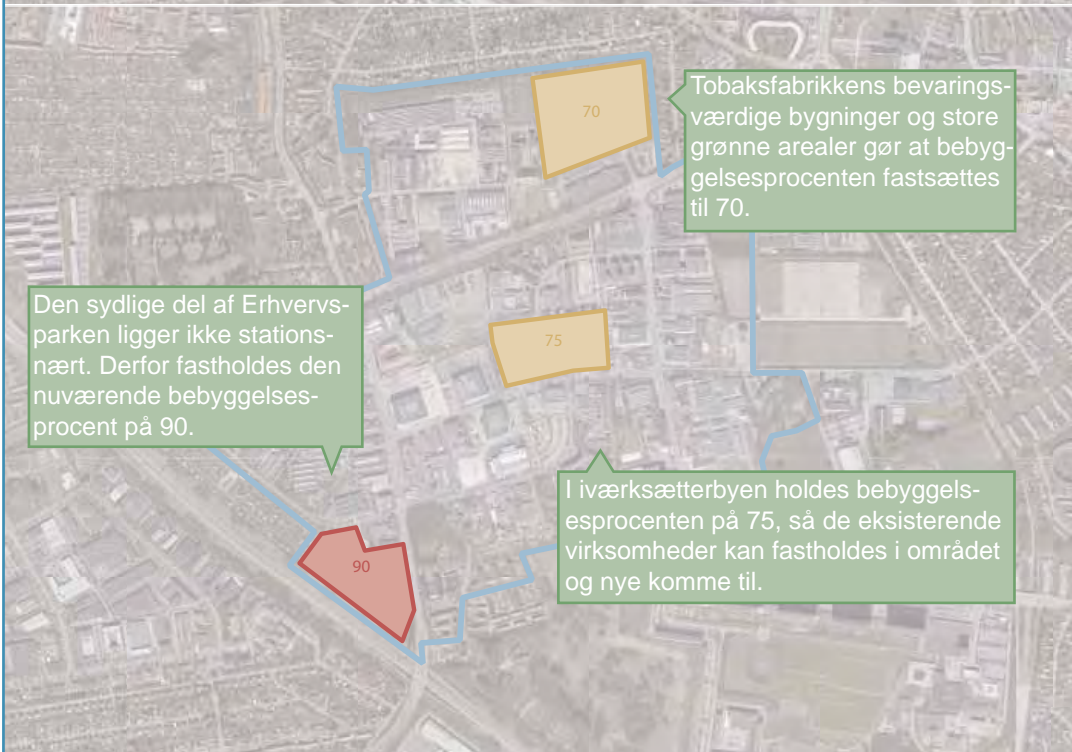 70
Tobaksfabrikkens bevarings-
værdige bygninger og store
grønne arealer gør at bebyg-
gelsesprocenten fastsættes
til 70.
Den sydlige del af Erhvervs-
parken ligger ikke stations-
nært. Derfor fastholdes den
nuværende bebyggelses-
procent på 90.
75
I iværksætterbyen holdes bebyggels-
esprocenten på 75, så de eksisterende
virksomheder kan fastholdes i området
og nye komme til.
90